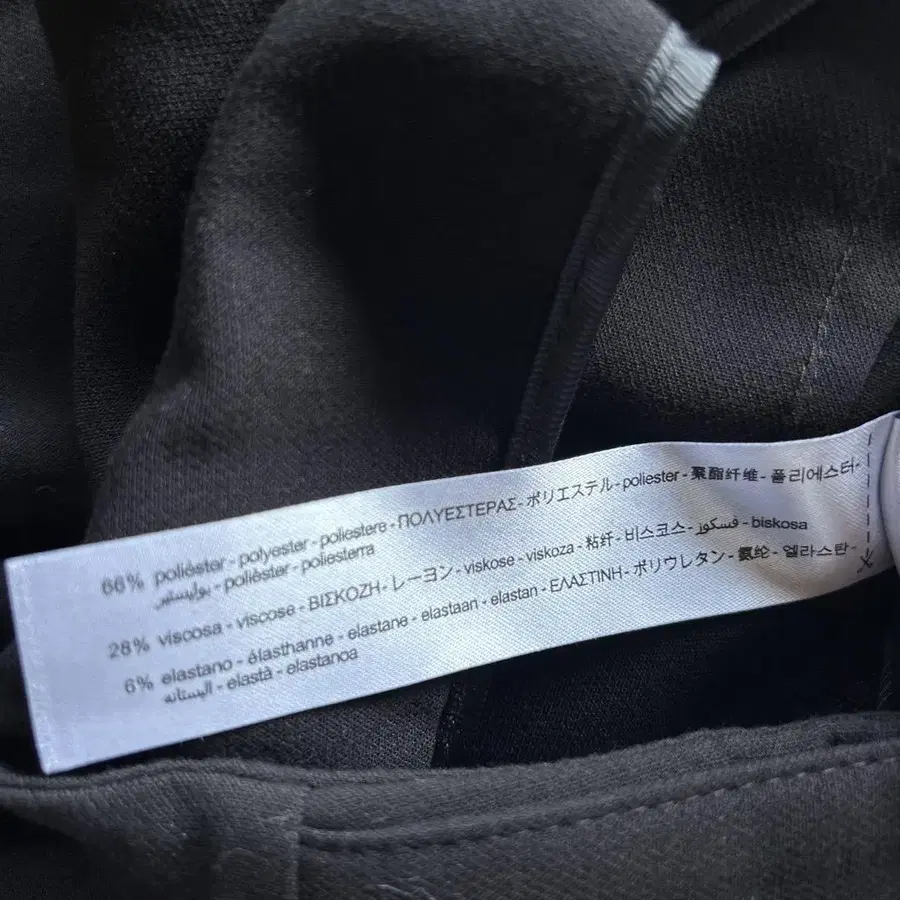 66% poliéster - polyester - poliestere - ΠΟΛΥΕΣΤΕΡΑΣ - ポリエステル - poliester - 聚酯纤维 - 폴리에스터 -
بوليستير - polièster - poliesterra
28% viscosa - viscose - ΒΙΣΚΟΖΗ - レーヨン - viskose - viskoza - 粘纤 - 비스코스 - فسكوز - biskosa
6% elastano - élasthanne - elastane - elastaan - elastan - ΕΛΑΣΤΙΝΗ - ポリウレタン - 氨纶 - 엘라스탄 -
اليستانه - elastà - elastanoa